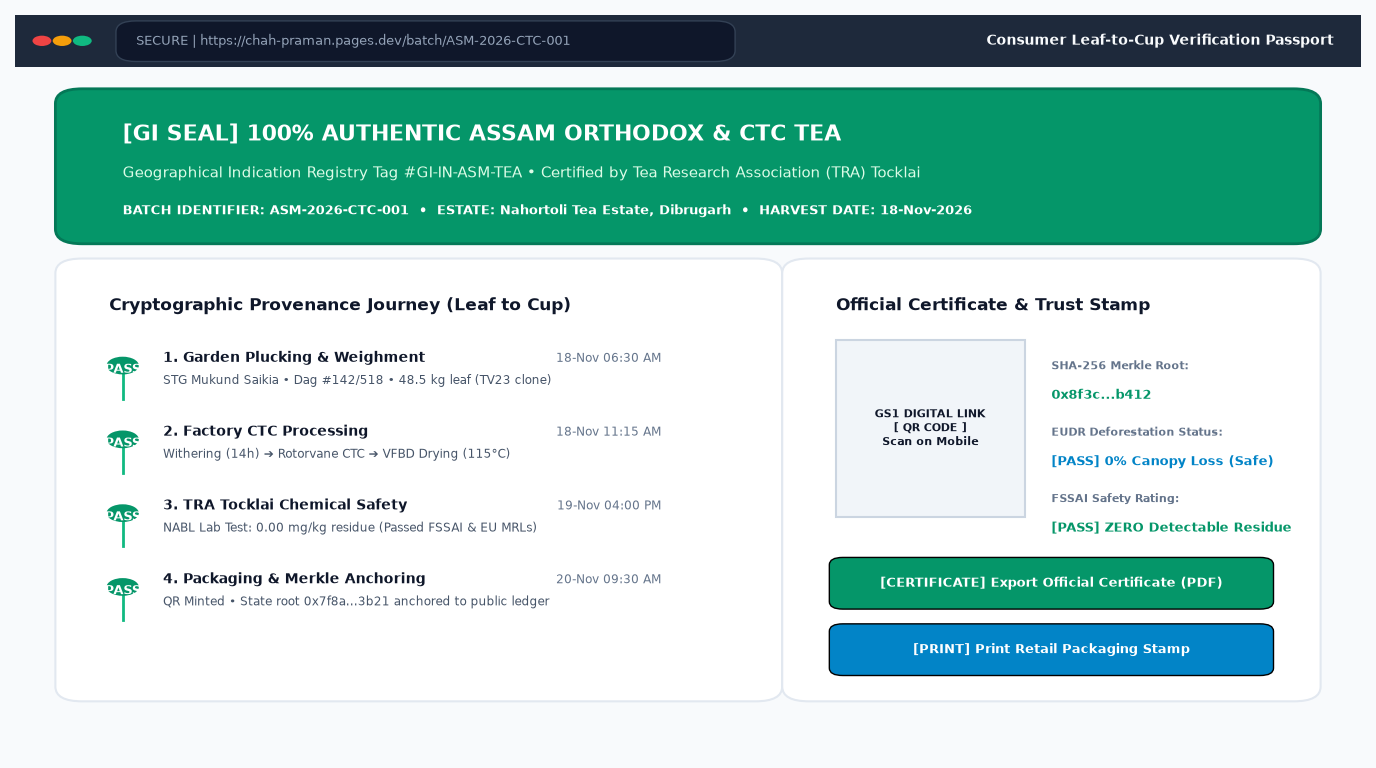 SECURE | https://chah-praman.pages.dev/batch/ASM-2026-CTC-001
Consumer Leaf-to-Cup Verification Passport
[GI SEAL] 100% AUTHENTIC ASSAM ORTHODOX & CTC TEA
Geographical Indication Registry Tag #GI-IN-ASM-TEA • Certified by Tea Research Association (TRA) Tocklai
BATCH IDENTIFIER: ASM-2026-CTC-001 • ESTATE: Nahortoli Tea Estate, Dibrugarh • HARVEST DATE: 18-Nov-2026
Cryptographic Provenance Journey (Leaf to Cup)
PASS
1. Garden Plucking & Weighment
18-Nov 06:30 AM
STG Mukund Saikia • Dag #142/518 • 48.5 kg leaf (TV23 clone)
PASS
2. Factory CTC Processing
18-Nov 11:15 AM
Withering (14h) ➔ Rotorvane CTC ➔ VFBD Drying (115°C)
PASS
3. TRA Tocklai Chemical Safety
19-Nov 04:00 PM
NABL Lab Test: 0.00 mg/kg residue (Passed FSSAI & EU MRLs)
PASS
4. Packaging & Merkle Anchoring
20-Nov 09:30 AM
QR Minted • State root 0x7f8a...3b21 anchored to public ledger
Official Certificate & Trust Stamp
GS1 DIGITAL LINK
[ QR CODE ]
Scan on Mobile
SHA-256 Merkle Root:
0x8f3c...b412
EUDR Deforestation Status:
[PASS] 0% Canopy Loss (Safe)
FSSAI Safety Rating:
[PASS] ZERO Detectable Residue
[CERTIFICATE] Export Official Certificate (PDF)
[PRINT] Print Retail Packaging Stamp